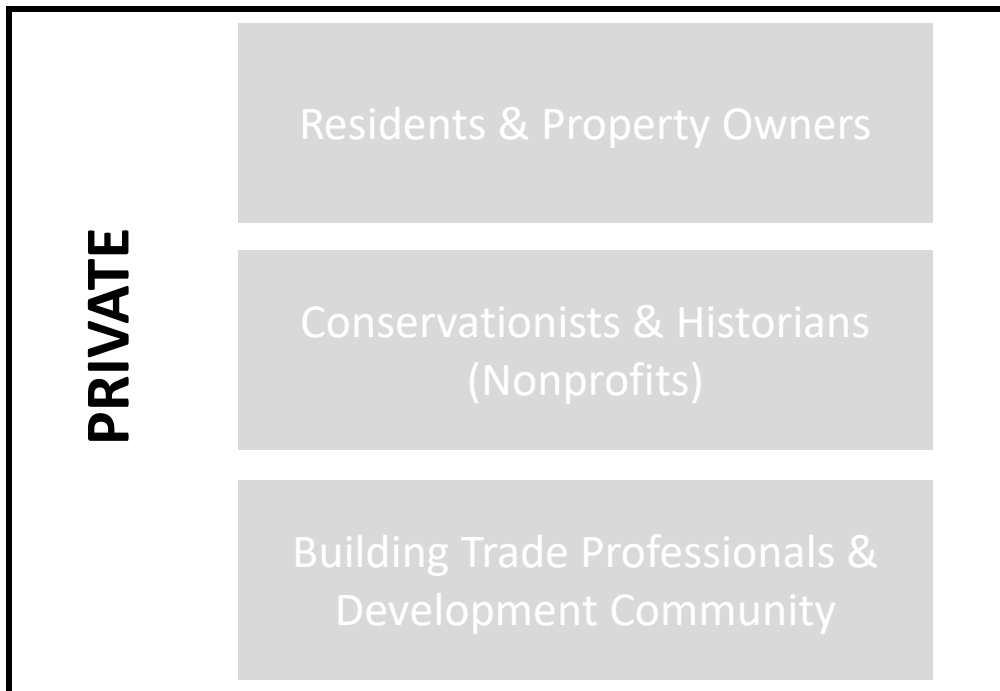 PRIVATE
Residents & Property Owners
Conservationists & Historians
(Nonprofits)
Building Trade Professionals &
Development Community